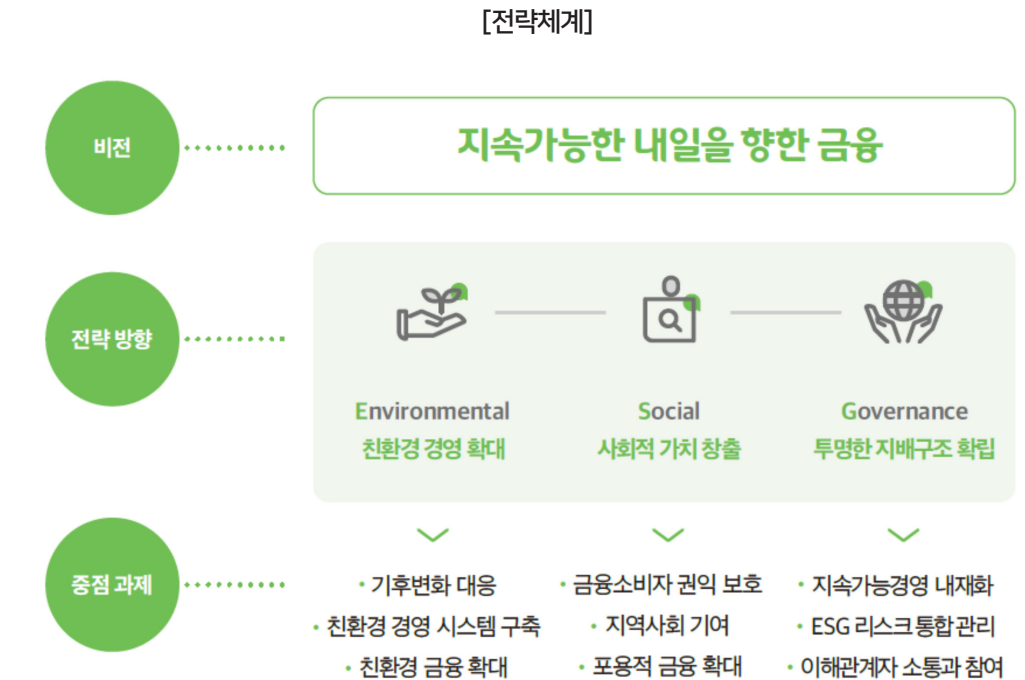 [전략체계]
비전
지속가능한 내일을 향한 금융
전략 방향
Environmental
친환경 경영 확대
Social
사회적 가치 창출
Governance
투명한 지배구조 확립
중점 과제
• 기후변화 대응
• 친환경 경영 시스템 구축
• 친환경 금융 확대
• 금융소비자 권익 보호
• 지역사회 기여
• 포용적 금융 확대
• 지속가능경영 내재화
• ESG 리스크 통합 관리
• 이해관계자 소통과 참여